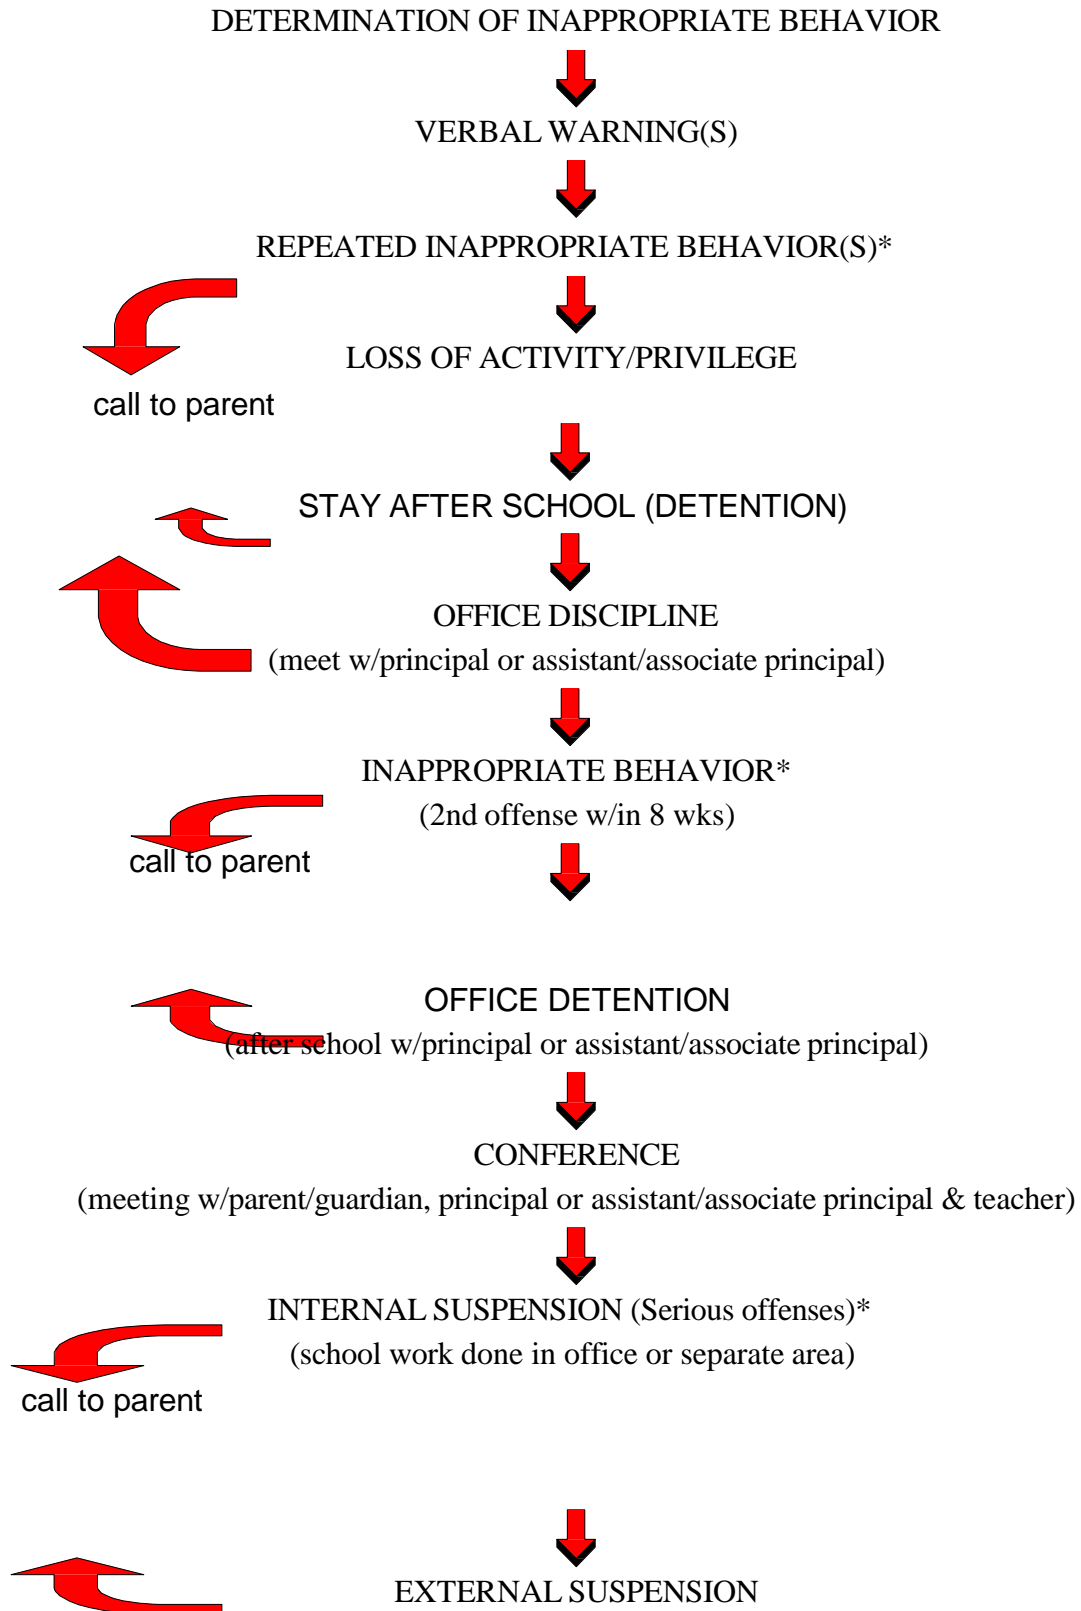 DETERMINATION OF INAPPROPRIATE BEHAVIOR
VERBAL WARNING(S)
REPEATED INAPPROPRIATE BEHAVIOR(S)*
LOSS OF ACTIVITY/PRIVILEGE
call to parent
STAY AFTER SCHOOL (DETENTION)
OFFICE DISCIPLINE
(meet w/principal or assistant/associate principal)
INAPPROPRIATE BEHAVIOR*
(2nd offense w/in 8 wks)
call to parent
OFFICE DETENTION
(after school w/principal or assistant/associate principal)
CONFERENCE
(meeting w/parent/guardian, principal or assistant/associate principal & teacher)
INTERNAL SUSPENSION (Serious offenses)*
(school work done in office or separate area)
call to parent
EXTERNAL SUSPENSION